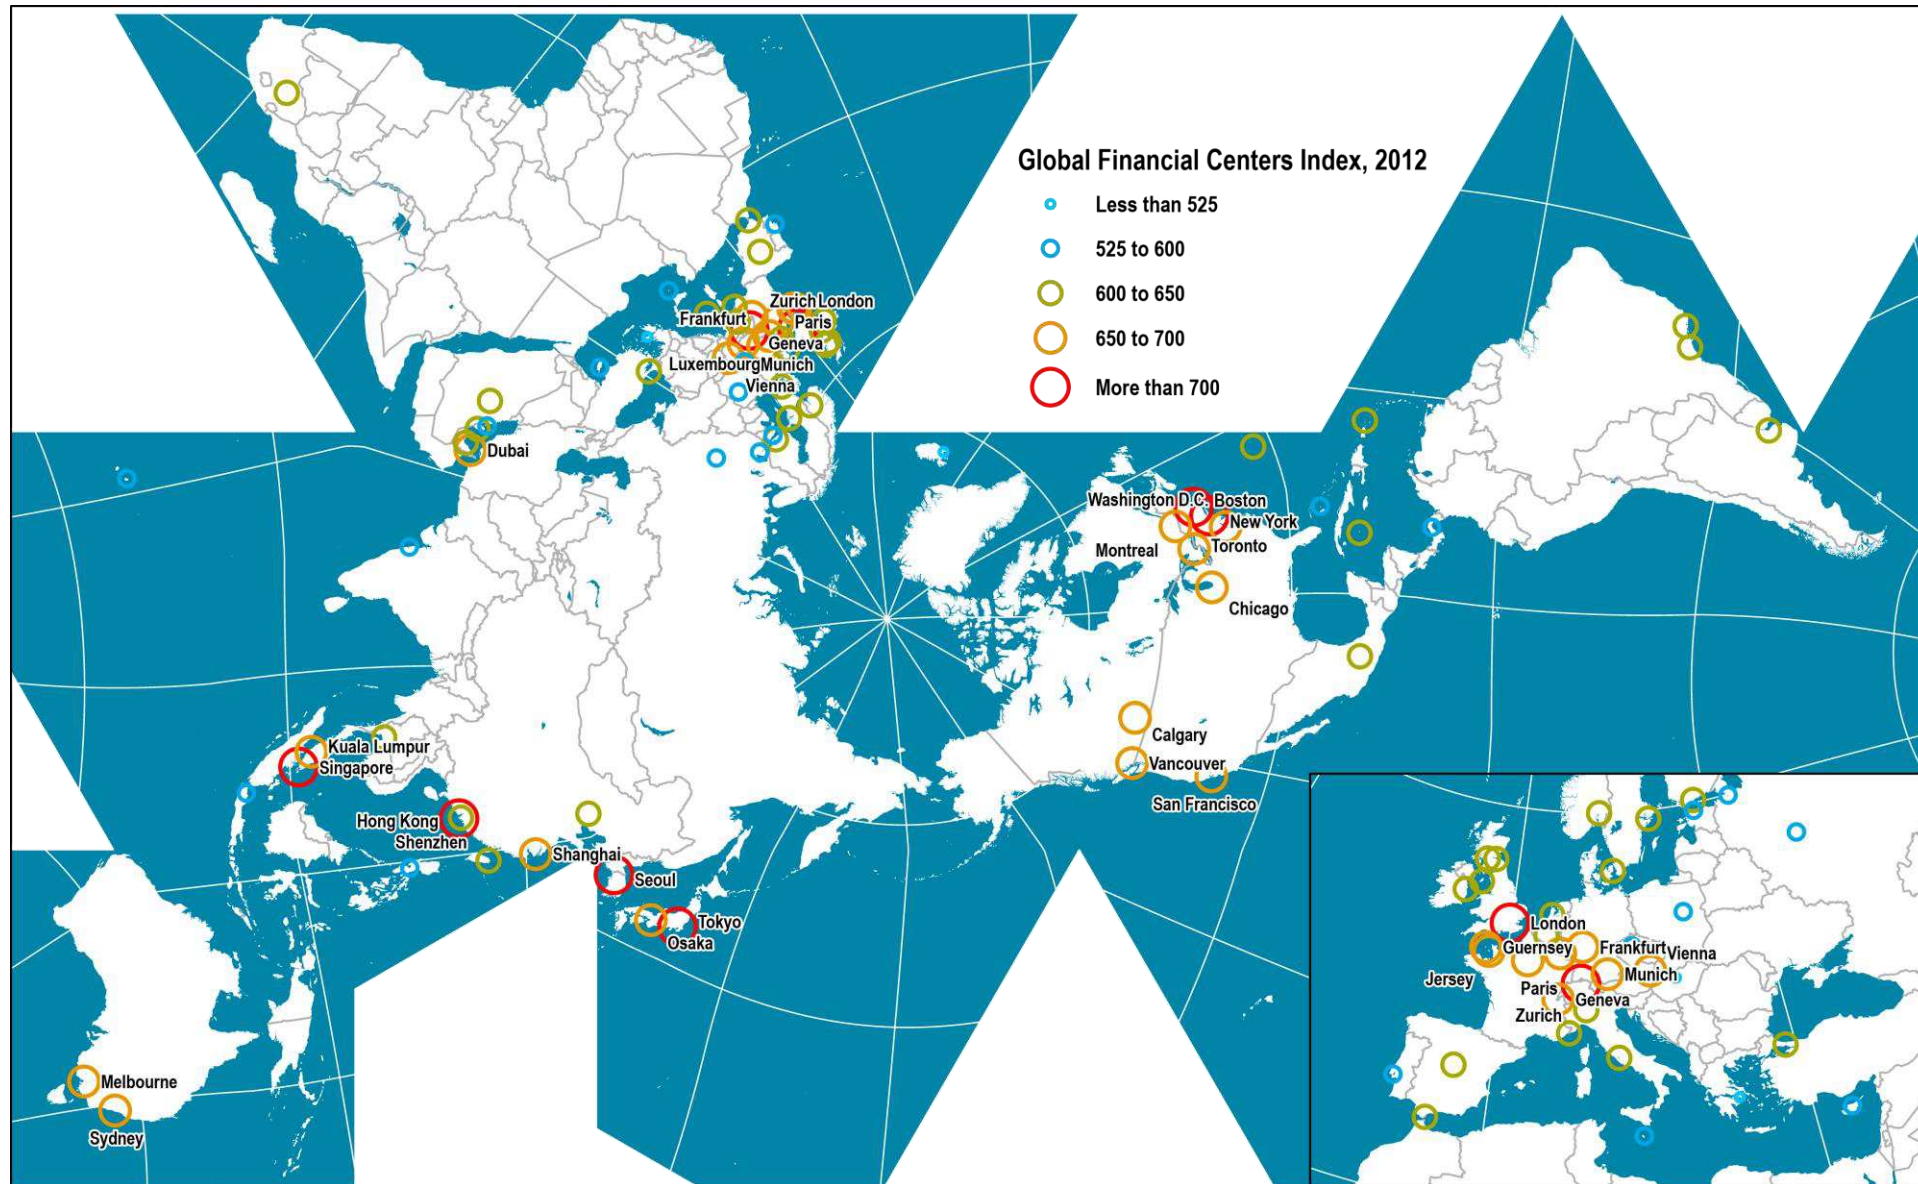 Global Financial Centers Index, 2012
Less than 525
525 to 600
600 to 650
650 to 700
More than 700
Zurich London
Frankfurt
Paris
Geneva
Luxembourg Munich
Vienna
Dubai
Washington D.C. Boston
New York
Montreal
Toronto
Chicago
Calgary
Vancouver
San Francisco
Kuala Lumpur
Singapore
Hong Kong
Shenzhen
Shanghai
Seoul
Tokyo
Osaka
Melbourne
Sydney
London
Guernsey
Frankfurt
Vienna
Jersey
Munich
Paris
Geneva
Zurich